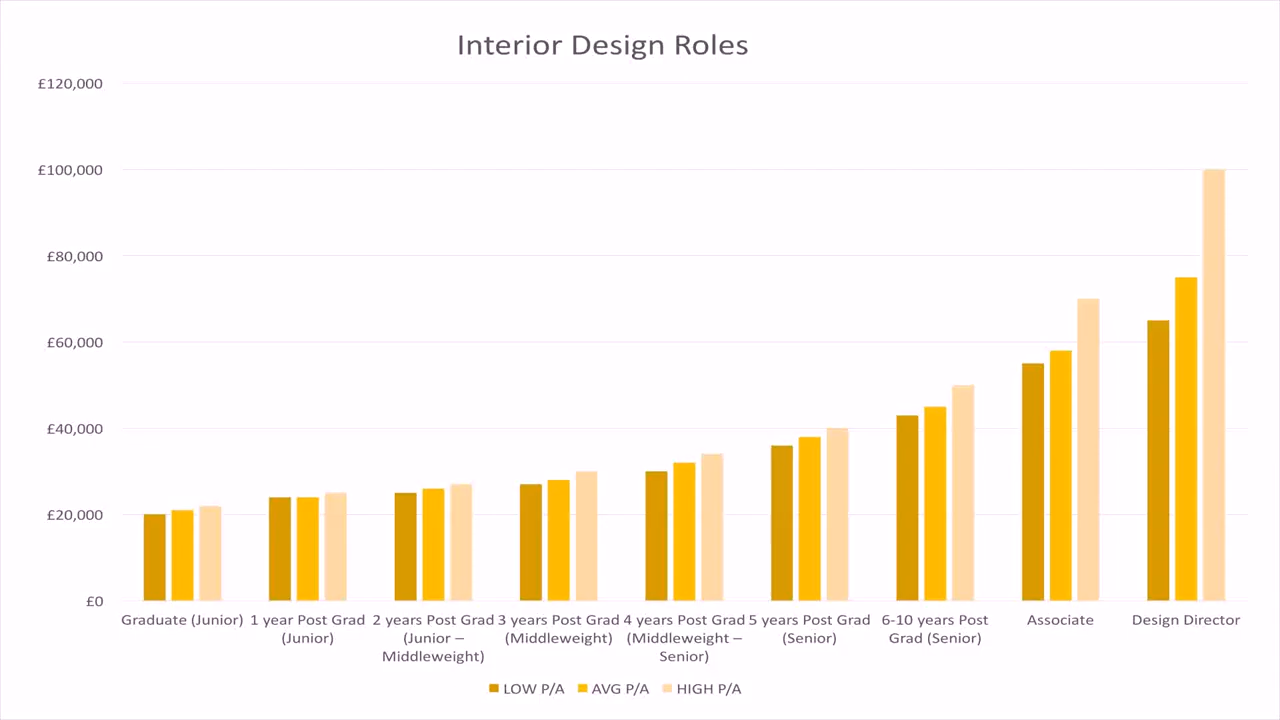 Interior Design Roles
£120,000
£100,000
£80,000
£60,000
£40,000
£20,000
£0
Graduate (Junior)
1 year Post Grad
(Junior)
2 years Post Grad
(Junior –
Middleweight)
3 years Post Grad
(Middleweight)
4 years Post Grad
(Middleweight –
Senior)
5 years Post Grad
(Senior)
6-10 years Post
Grad (Senior)
Associate
Design Director
LOW P/A
AVG P/A
HIGH P/A